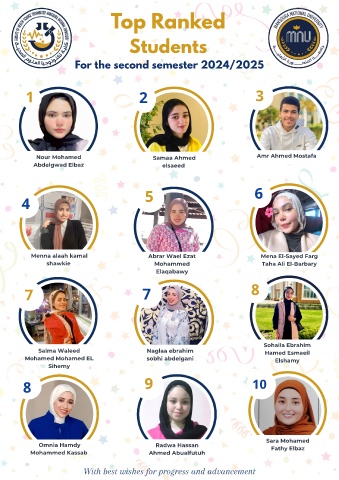 Top Ranked
Students
For the second semester 2024/2025
MNU
1
2
3
Nour Mohamed
Abdelgwad Elbaz
Samaa Ahmed
elsaeed
Amr Ahmed Mostafa
4
5
6
Menna alaah kamal
shawkie
Abrar Wael Ezat
Mohammed
Elaqabawy
Mena El-Sayed Farg
Taha Ali El-Barbary
7
7
8
Salma Waleed
Mohamed Mohamed EL
Sihemy
Naglaa ebrahim
sobhi abdelgani
Sohaila Ebrahim
Hamed Esmaeil
Elshamy
8
9
10
Omnia Hamdy
Mohammed Kassab
Radwa Hassan
Ahmed Abualfutuh
Sara Mohamed
Fathy Elbaz
With best wishes for progress and advancement